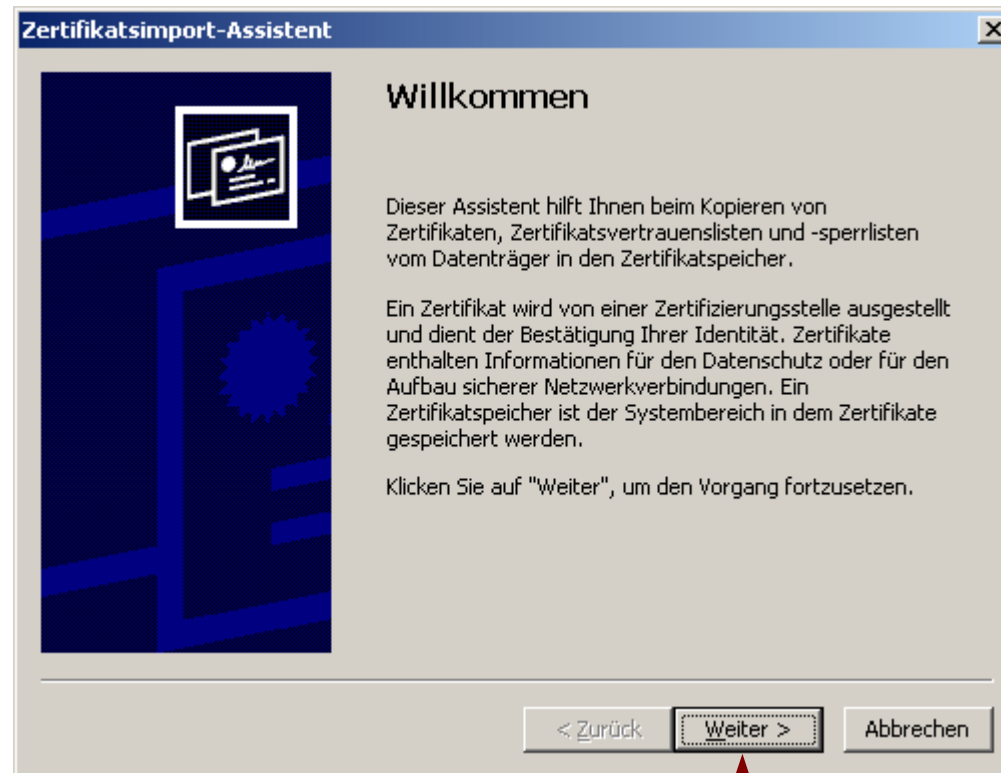 Zertifikatsimport-Assistent
Willkommen
Dieser Assistent hilft Ihnen beim Kopieren von
Zertifikaten, Zertifikatsvertrauenslisten und -sperrlisten
vom Datenträger in den Zertifikatspeicher.
Ein Zertifikat wird von einer Zertifizierungsstelle ausgestellt
und dient der Bestätigung Ihrer Identität. Zertifikate
enthalten Informationen für den Datenschutz oder für den
Aufbau sicherer Netzwerkverbindungen. Ein
Zertifikatspeicher ist der Systembereich in dem Zertifikate
gespeichert werden.
Klicken Sie auf "Weiter", um den Vorgang fortzusetzen.
< Zurück Weiter > Abbrechen